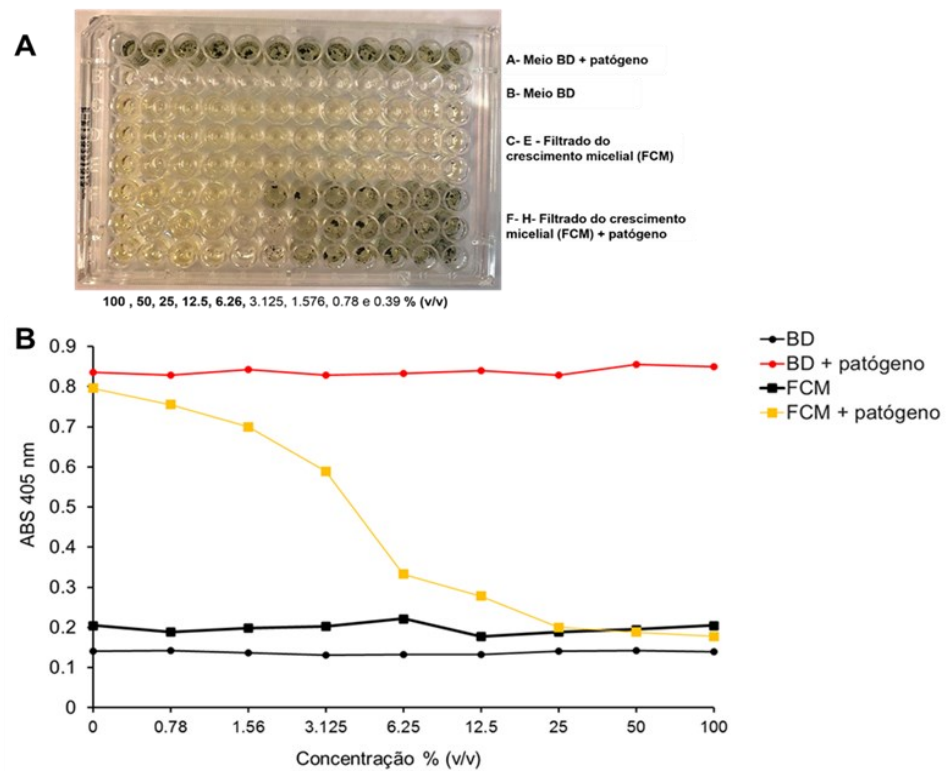 A
A- Meio BD + patógeno
B- Meio BD
C- E - Filtrado do
crescimento micelial (FCM)
F- H- Filtrado do crescimento
micelial (FCM) + patógeno
100 , 50, 25, 12.5, 6.26, 3.125, 1.576, 0.78 e 0.39 % (v/v)
B
0.9
0.8
0.7
0.6
0.5
0.4
0.3
0.2
0.1
0
ABS 405 nm
0 0.78 1.56 3.125 6.25 12.5 25 50 100
Concentração % (v/v)
BD
BD + patógeno
FCM
FCM + patógeno